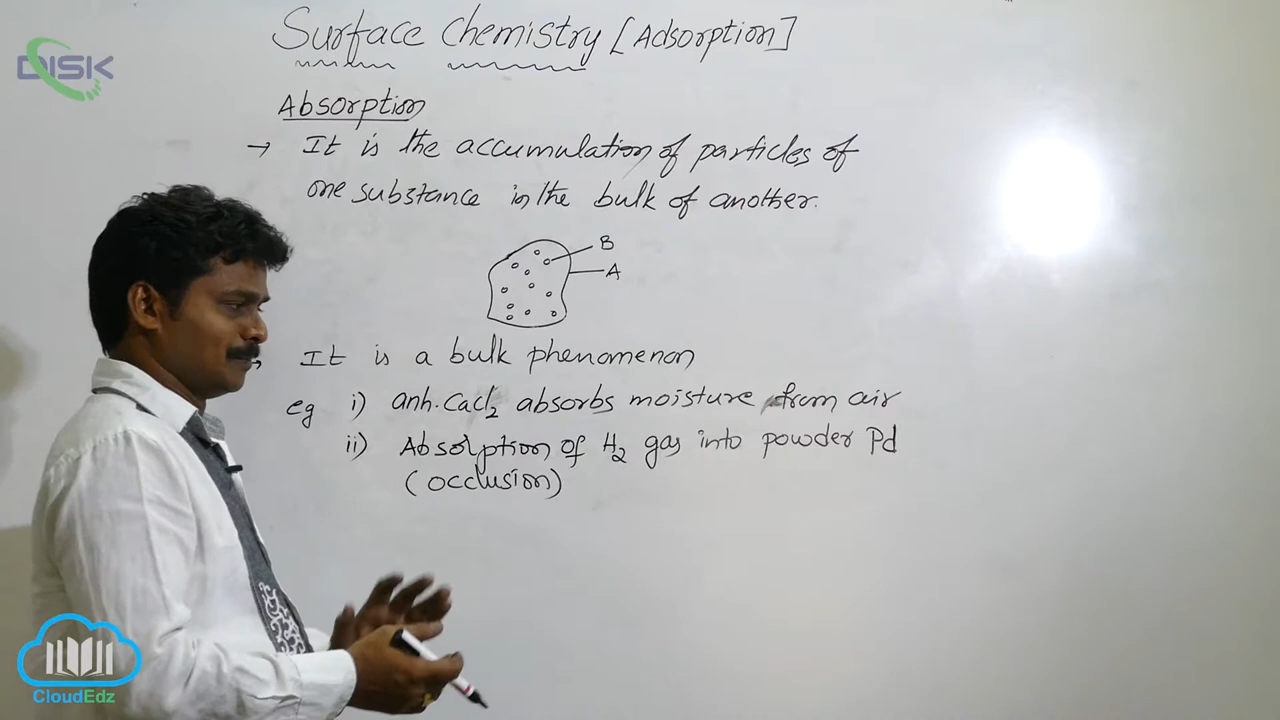 DISK
Surface Chemistry [Adsorption]
Absorption
→ It is the accumulation of particles of
one substance in the bulk of another.
B
A
→ It is a bulk phenomenon
eg i) anh. CaCl2 absorbs moisture from air
ii) Absorption of H2 gas into powder Pd
(occlusion)
CloudEdz